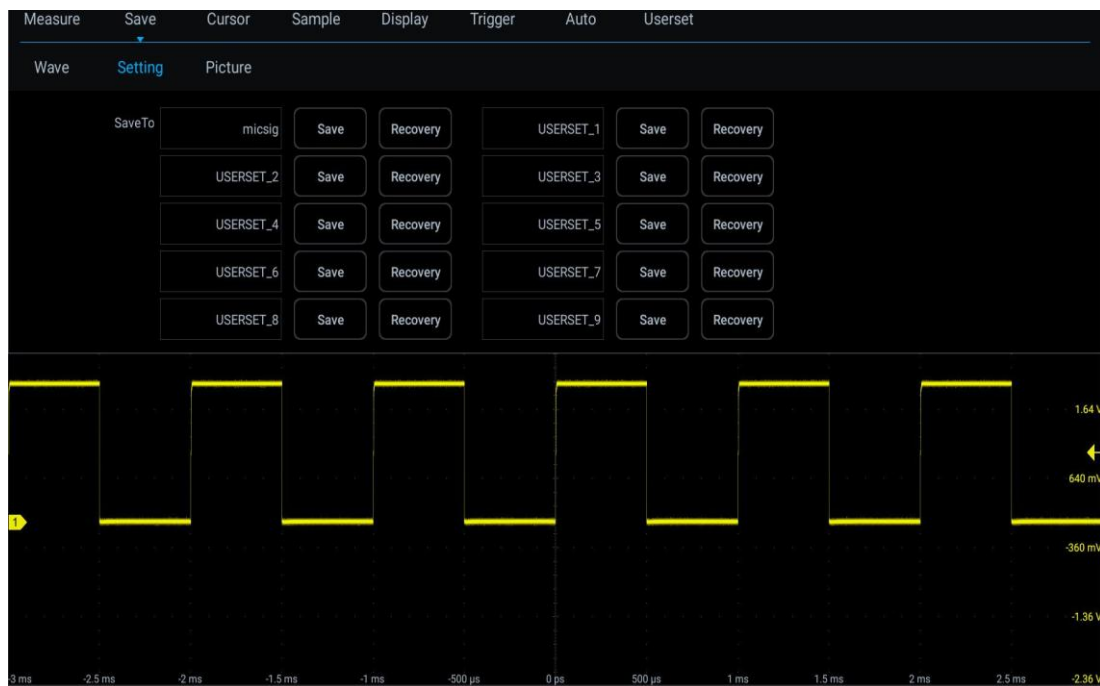 Measure Save Cursor Sample Display Trigger Auto Userset
Wave Setting Picture
SaveTo micsig Save Recovery USERSET_1 Save Recovery
USERSET_2 Save Recovery USERSET_3 Save Recovery
USERSET_4 Save Recovery USERSET_5 Save Recovery
USERSET_6 Save Recovery USERSET_7 Save Recovery
USERSET_8 Save Recovery USERSET_9 Save Recovery
1.64 V
640 mV
1
-360 mV
-1.36 V
-3 ms -2.5 ms -2 ms -1.5 ms -1 ms -500 µs 0 ps 500 µs 1 ms 1.5 ms 2 ms 2.5 ms -2.36 V